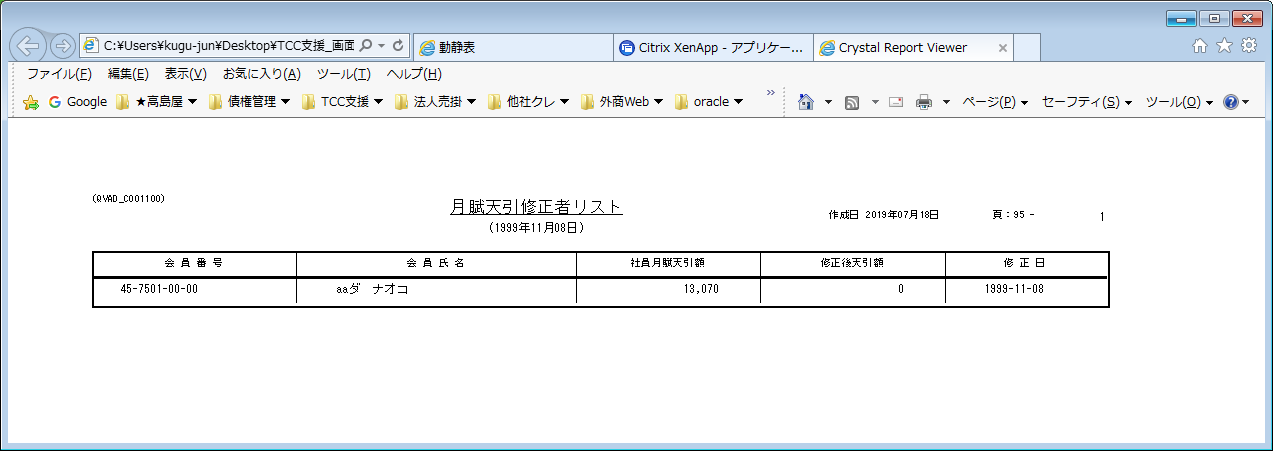 C:¥Users¥kugu-jun¥Desktop¥TCC支援_画面
動静表
Citrix XenApp - アプリケー...
Crystal Report Viewer
ファイル(F) 編集(E) 表示(V) お気に入り(A) ツール(T) ヘルプ(H)
Google ★高島屋 債権管理 TCC支援 法人売掛 他社クレ 外商Web oracle » ページ(P) セーフティ(S) ツール(O)
(QVAD_C001100)
月賦天引修正者リスト
作成日 2019年07月18日 頁：95 - 1
(1999年11月08日)
会 員 番 号 会 員 氏 名 社員月賦天引額 修正後天引額 修 正 日
45-7501-00-00 aaダ ナオコ 13,070 0 1999-11-08